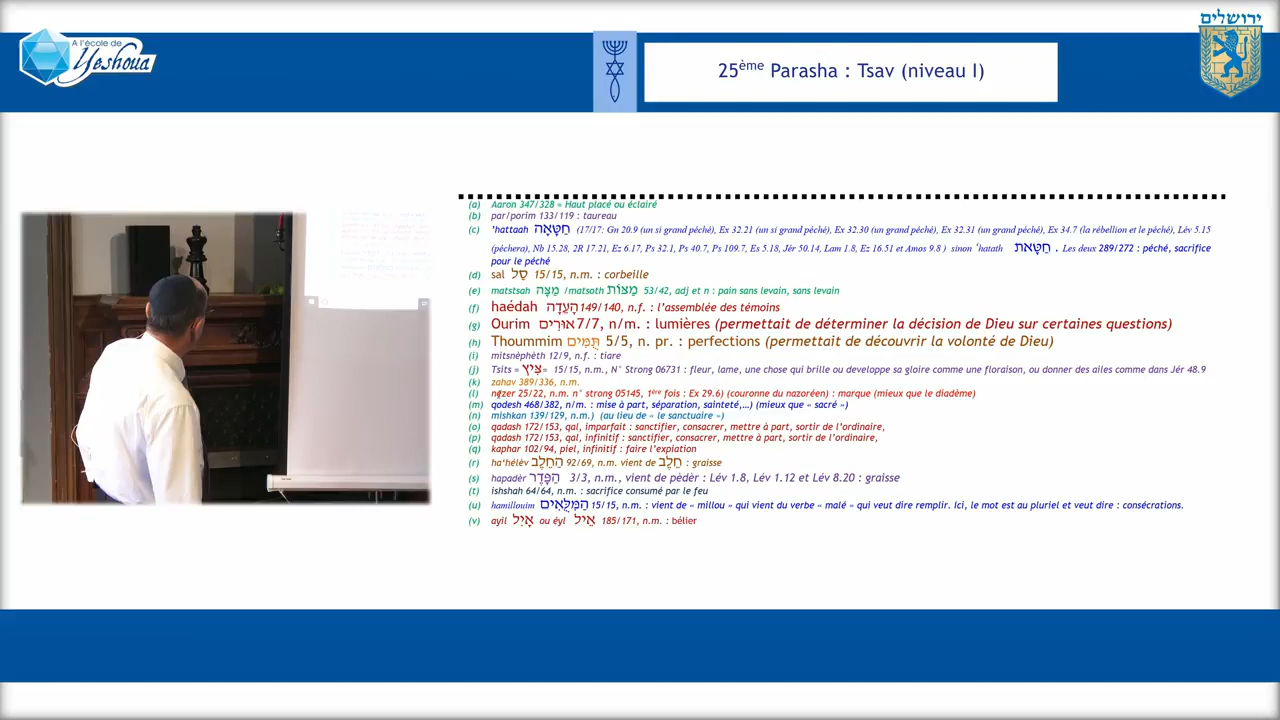 A l'école de
Yeshoua
ירושלים
25ème Parasha : Tsav (niveau I)
(a) Aaron 347/328 » Haut placé ou éclairé
(b) par/porim 133/119 : taureau
(c) 'hattaah חַטָּאָה (17/17: Gn 20.9 (un si grand péché), Ex 32.21 (un si grand péché), Ex 32.30 (un grand péché), Ex 32.31 (un grand péché), Ex 34.7 (la rébellion et le péché), Lév 5.15
(péchera), Nb 15.28, 2R 17.21, Ez 6.17, Ps 32.1, Ps 40.7, Ps 109.7, Es 5.18, Jér 50.14, Lam 1.8, Ez 16.51 et Amos 9.8 ) sinon 'hatath חַטָּאת . Les deux 289/272 : péché, sacrifice
pour le péché
(d) sal סַל 15/15, n.m. : corbeille
(e) matstsah מַצָּה /matsoth מַצּוֹת 53/42, adj et n : pain sans levain, sans levain
(f) haédah הָעֵדָה 149/140, n.f. : l'assemblée des témoins
(g) Ourim אוּרִים 7/7, n/m. : lumières (permettait de déterminer la décision de Dieu sur certaines questions)
(h) Thoummim תֻּמִּים 5/5, n. pr. : perfections (permettait de découvrir la volonté de Dieu)
(i) mitsnéphèth 12/9, n.f. : tiare
(j) Tsits = צִּיץ= 15/15, n.m., N° Strong 06731 : fleur, lame, une chose qui brille ou developpe sa gloire comme une floraison, ou donner des ailes comme dans Jér 48.9
(k) zahav 389/336, n.m.
(l) nézer 25/22, n.m. n° strong 05145, 1ère fois : Ex 29.6) (couronne du nazoréen) : marque (mieux que le diadème)
(m) qodesh 468/382, n/m. : mise à part, séparation, sainteté,…) (mieux que « sacré »)
(n) mishkan 139/129, n.m.) (au lieu de « le sanctuaire »)
(o) qadash 172/153, qal, imparfait : sanctifier, consacrer, mettre à part, sortir de l'ordinaire,
(p) qadash 172/153, qal, infinitif : sanctifier, consacrer, mettre à part, sortir de l'ordinaire,
(q) kaphar 102/94, piel, infinitif : faire l'expiation
(r) ha'hélèv הַחֵלֶב 92/69, n.m. vient de חֵלֶב : graisse
(s) hapadèr הַפָּדֶר 3/3, n.m., vient de pèdèr : Lév 1.8, Lév 1.12 et Lév 8.20 : graisse
(t) ishshah 64/64, n.m. : sacrifice consumé par le feu
(u) hamillouim הַמִּלֻּאִים 15/15, n.m. : vient de « millou » qui vient du verbe « malé » qui veut dire remplir. Ici, le mot est au pluriel et veut dire : consécrations.
(v) ayil אַיִל ou éyl אֵיל 185/171, n.m. : bélier